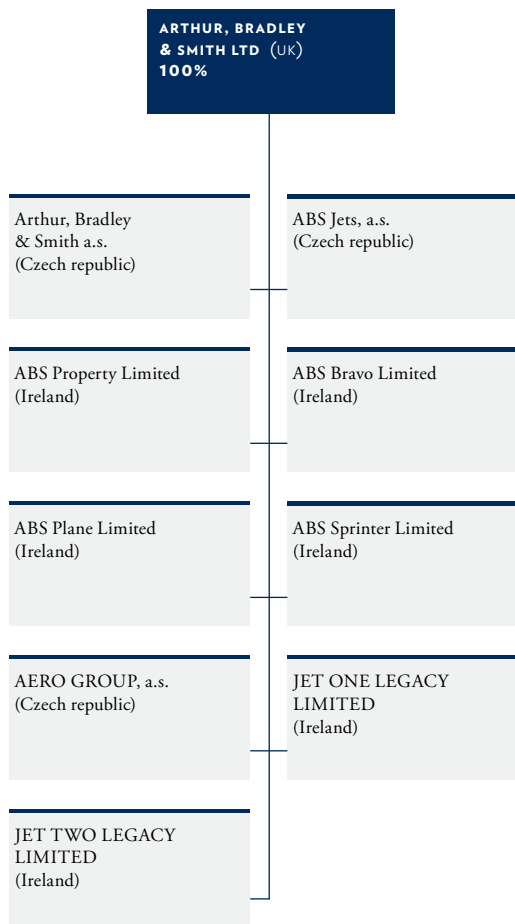 ARTHUR, BRADLEY
& SMITH LTD (UK)
100%
Arthur, Bradley
& Smith a.s.
(Czech republic)
ABS Jets, a.s.
(Czech republic)
ABS Property Limited
(Ireland)
ABS Bravo Limited
(Ireland)
ABS Plane Limited
(Ireland)
ABS Sprinter Limited
(Ireland)
AERO GROUP, a.s.
(Czech republic)
JET ONE LEGACY
LIMITED
(Ireland)
JET TWO LEGACY
LIMITED
(Ireland)